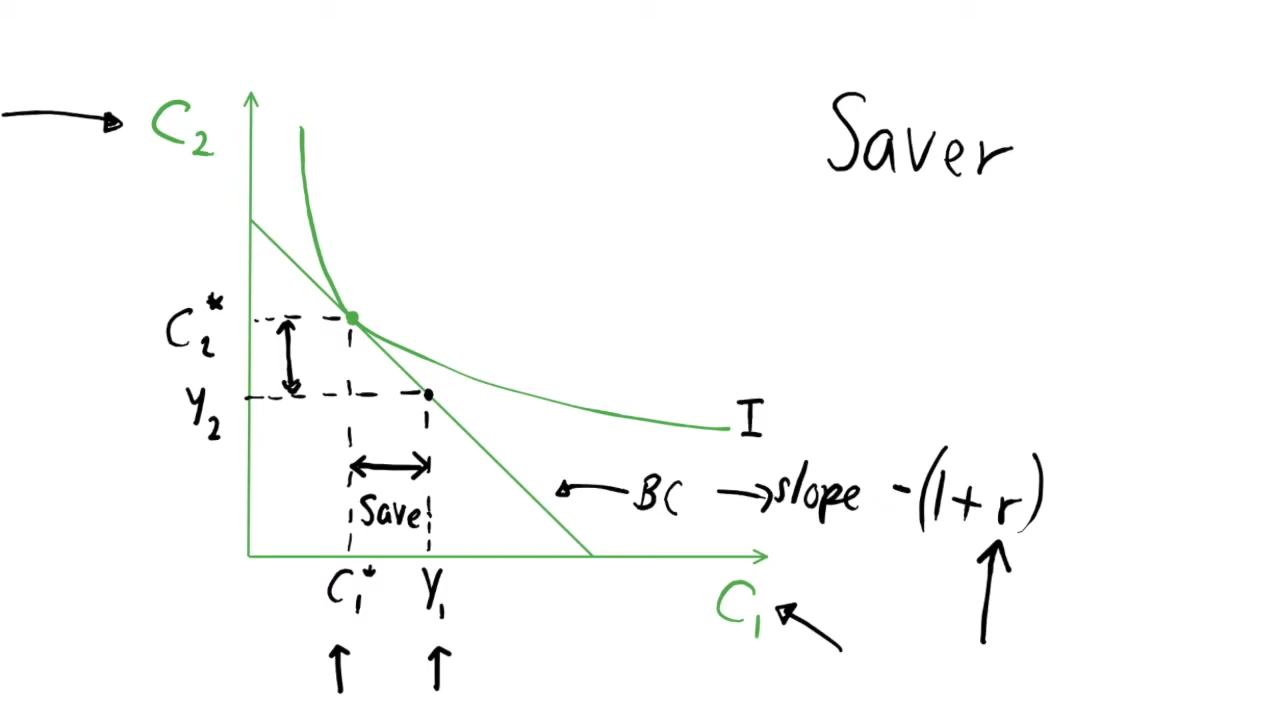 C₂
Saver
C₂*
Y₂
I
BC → slope -(1+r)
Save
C₁*
Y₁
C₁